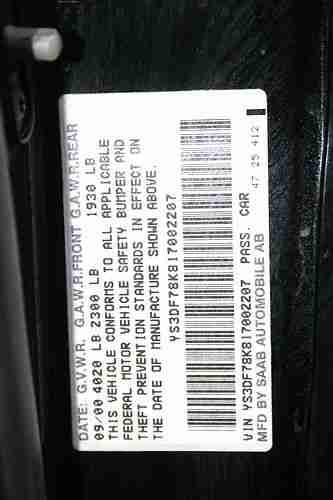 DATE: G.V.W.R. G.A.W.R.FRONT G.A.W.R.REAR
09/00 4020 LB 2300 LB 1930 LB
THIS VEHICLE CONFORMS TO ALL APPLICABLE
FEDERAL MOTOR VEHICLE SAFETY BUMPER AND
THEFT PREVENTION STANDARDS IN EFFECT ON
THE DATE OF MANUFACTURE SHOWN ABOVE.
YS3DF78K817002207
VIN YS3DF78K817002207 PASS. CAR
MFD BY SAAB AUTOMOBILE AB
47 25 412